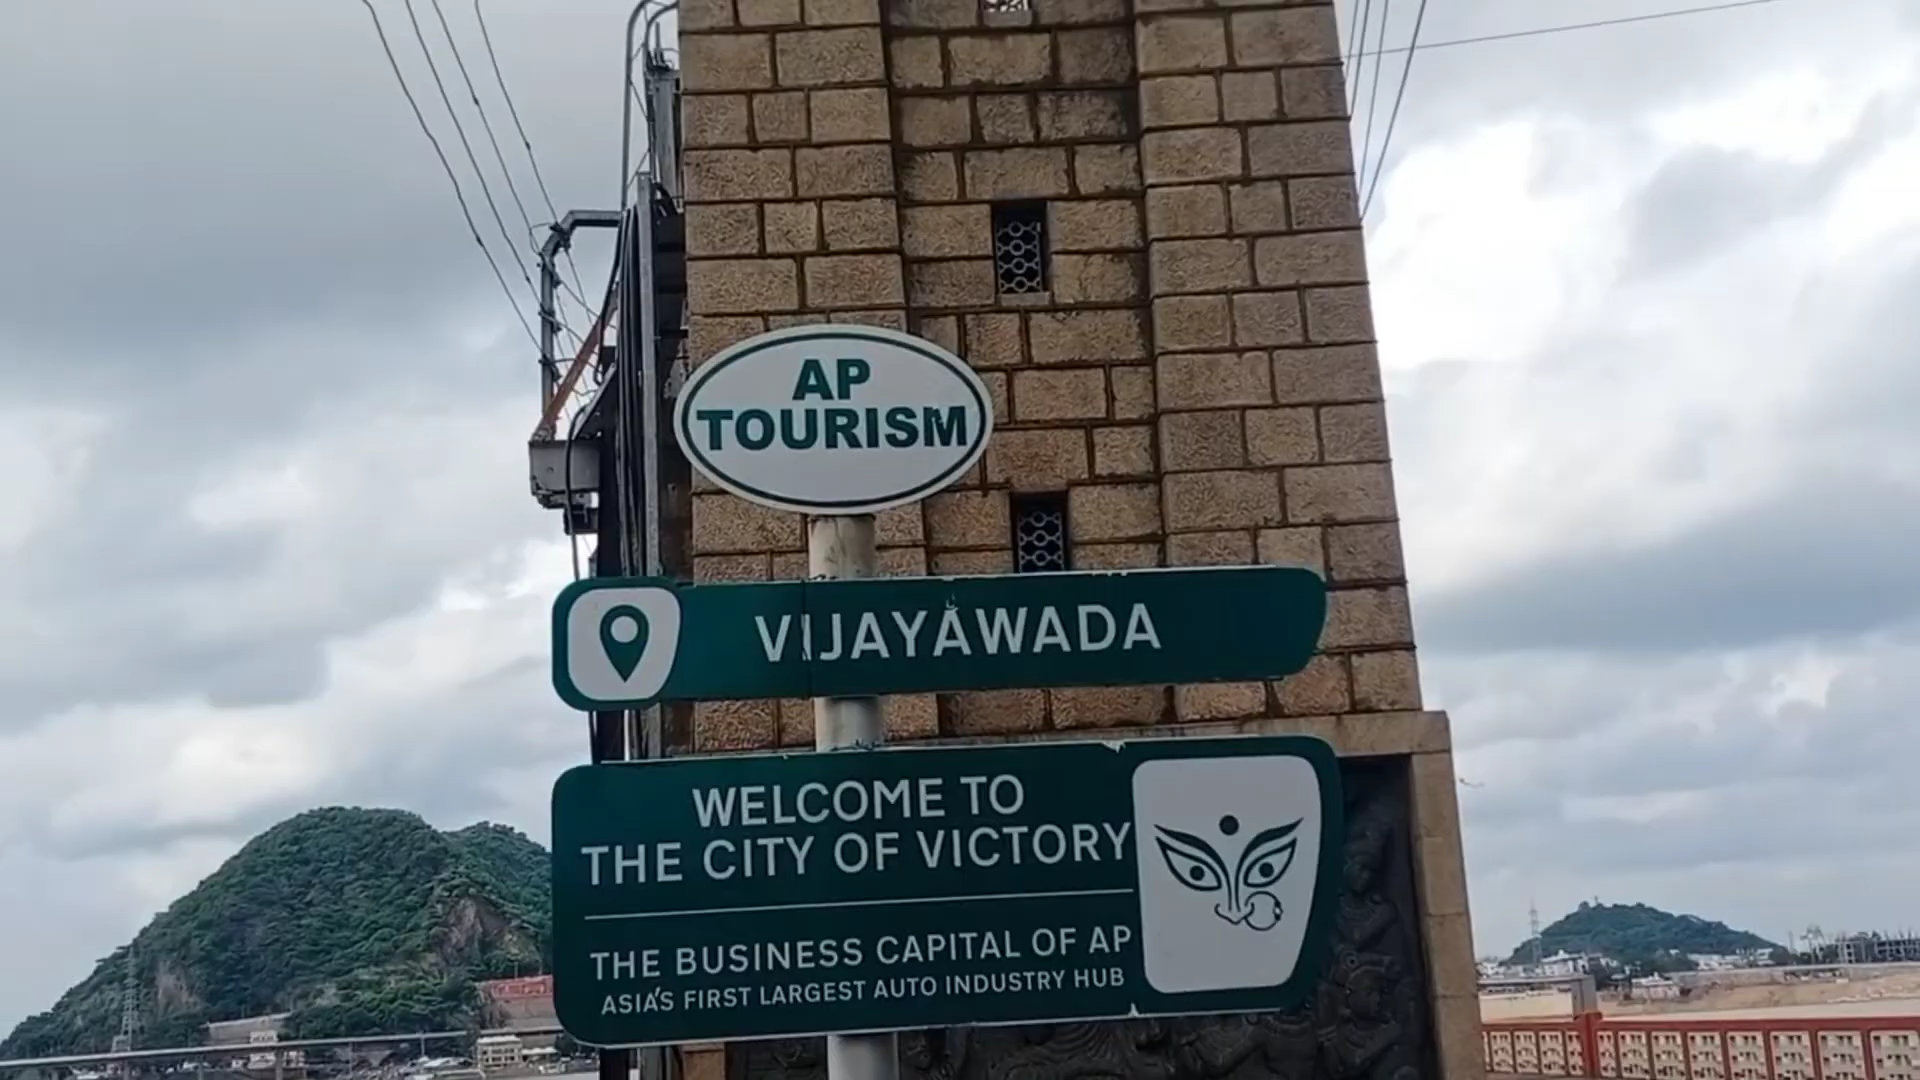 AP
TOURISM
VIJAYAWADA
WELCOME TO
THE CITY OF VICTORY
THE BUSINESS CAPITAL OF AP
ASIA'S FIRST LARGEST AUTO INDUSTRY HUB